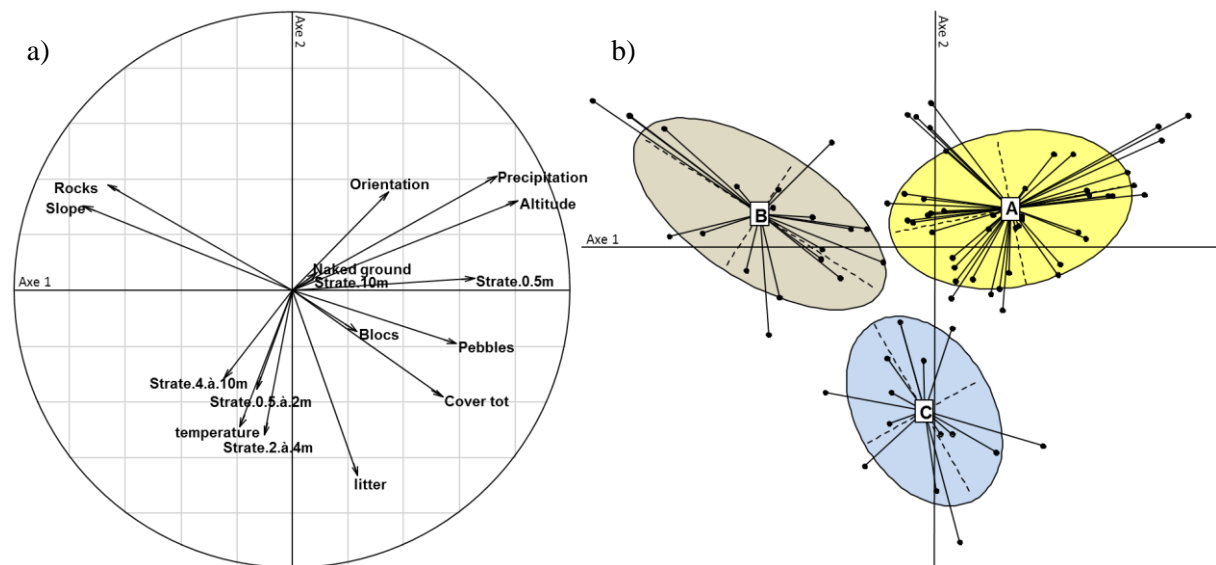 a)
Axe 2
Rocks
Slope
Orientation
Precipitation
Altitude
Naked ground
Strate.10m
Strate.0.5m
Axe 1
Blocs
Pebbles
Strate.4.à.10m
Strate.0.5.à.2m
Cover tot
temperature
Strate.2.à.4m
litter
b)
Axe 2
B
A
Axe 1
C